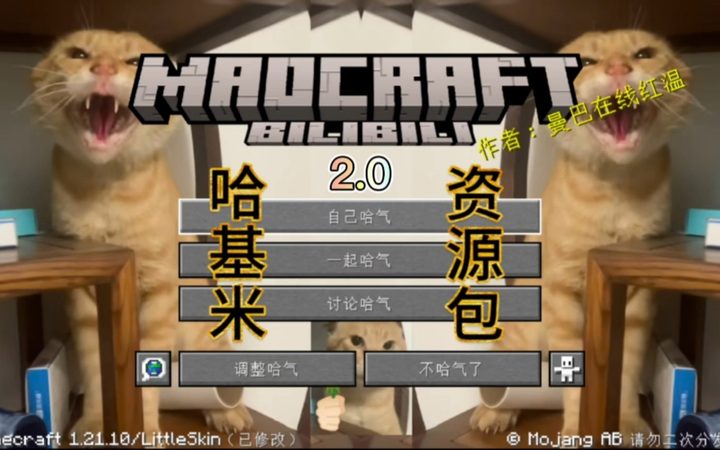 MADCRAFT
BILIBILI
作者：曼巴在线红温
2.0
哈基米
资源包
自己哈气
一起哈气
讨论哈气
调整哈气
不哈气了
necraft 1.21.10/LittleSkin（已修改）
© Mojang AB 请勿二次分发